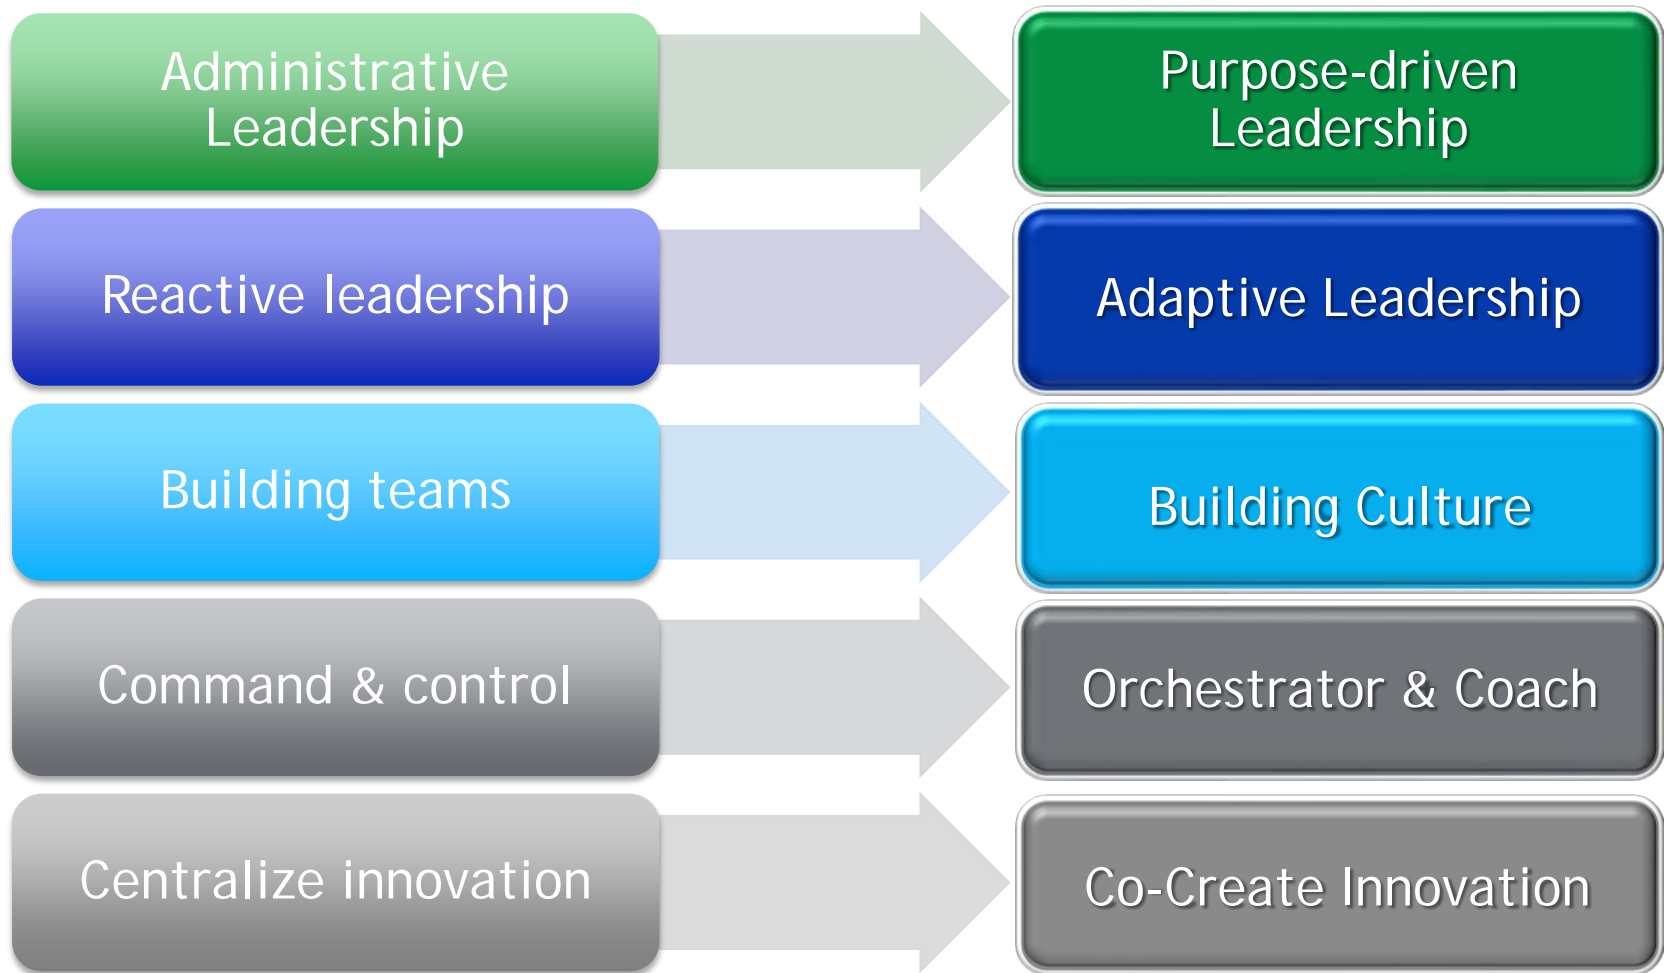 Administrative
Leadership
Purpose-driven
Leadership
Reactive leadership
Adaptive Leadership
Building teams
Building Culture
Command & control
Orchestrator & Coach
Centralize innovation
Co-Create Innovation